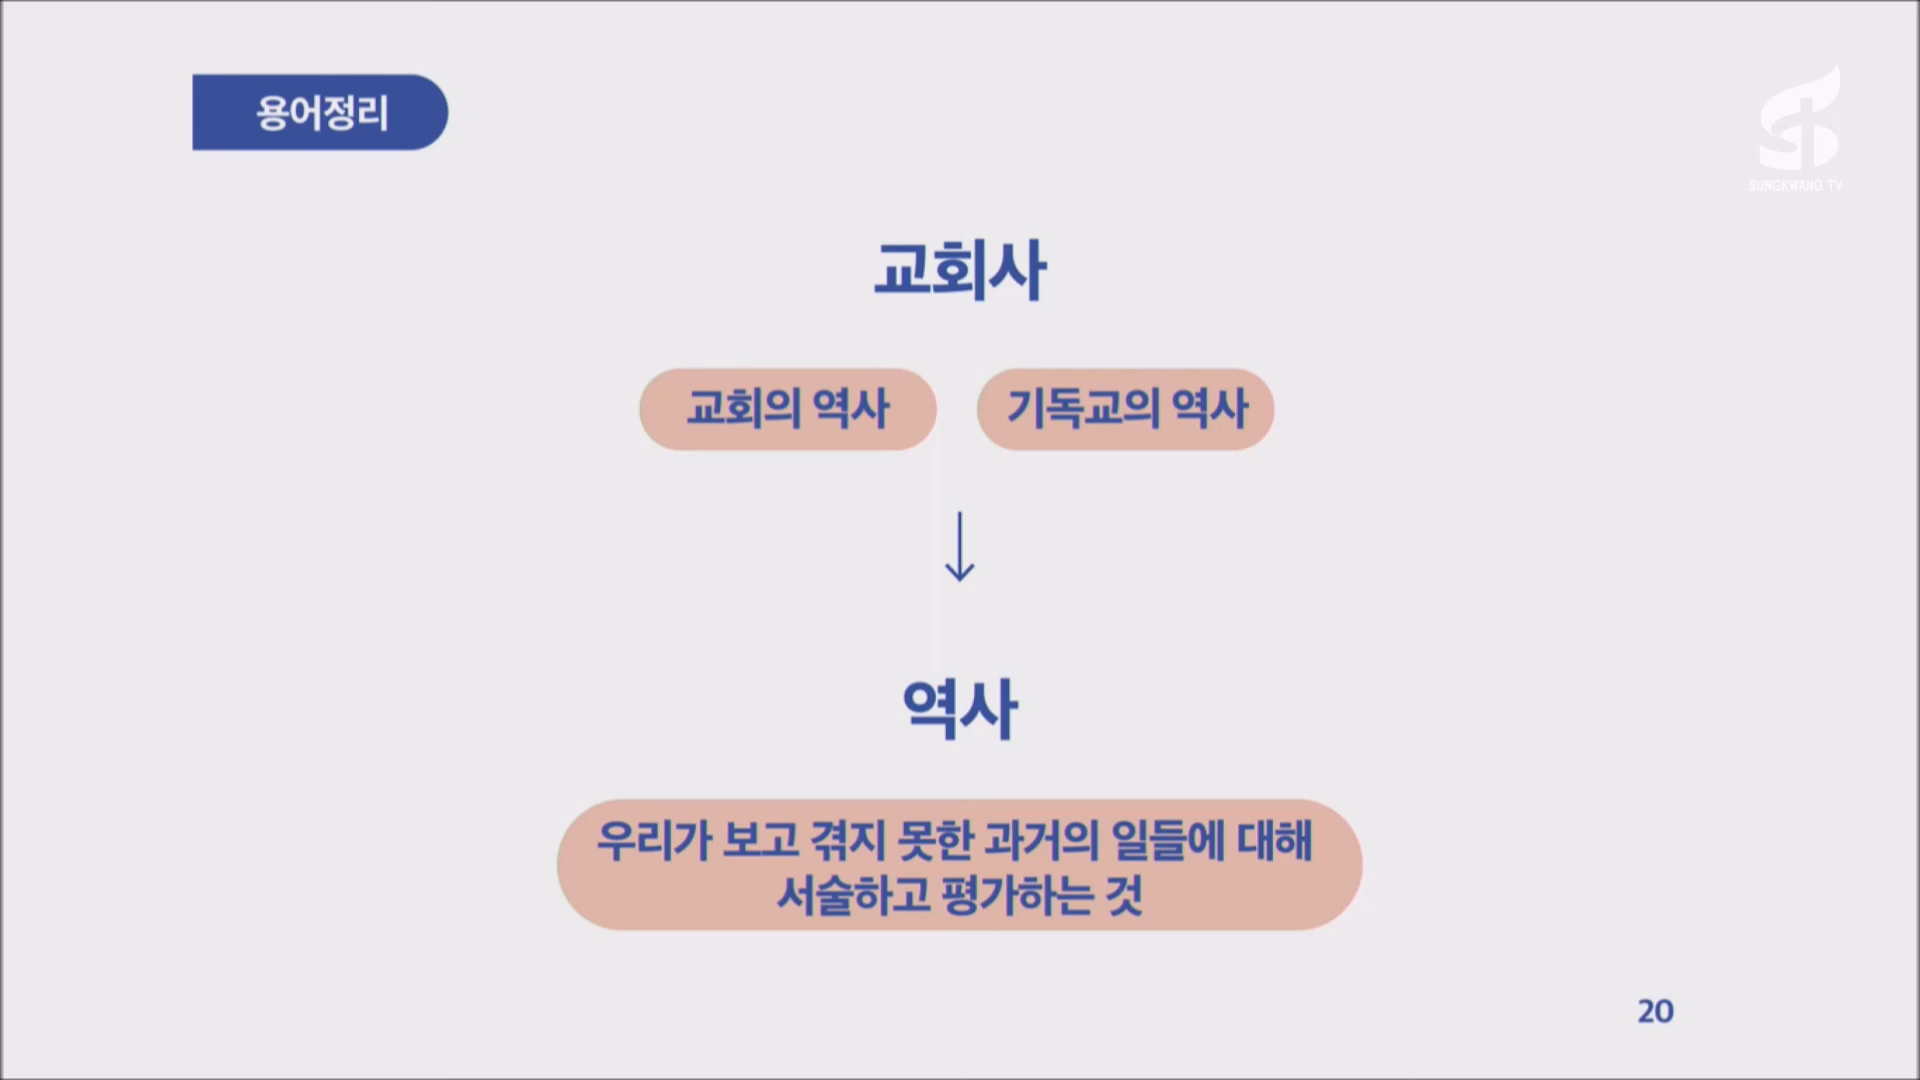 용어정리
SUNGKWANG TV
교회사
교회의 역사
기독교의 역사
역사
우리가 보고 겪지 못한 과거의 일들에 대해
서술하고 평가하는 것
20